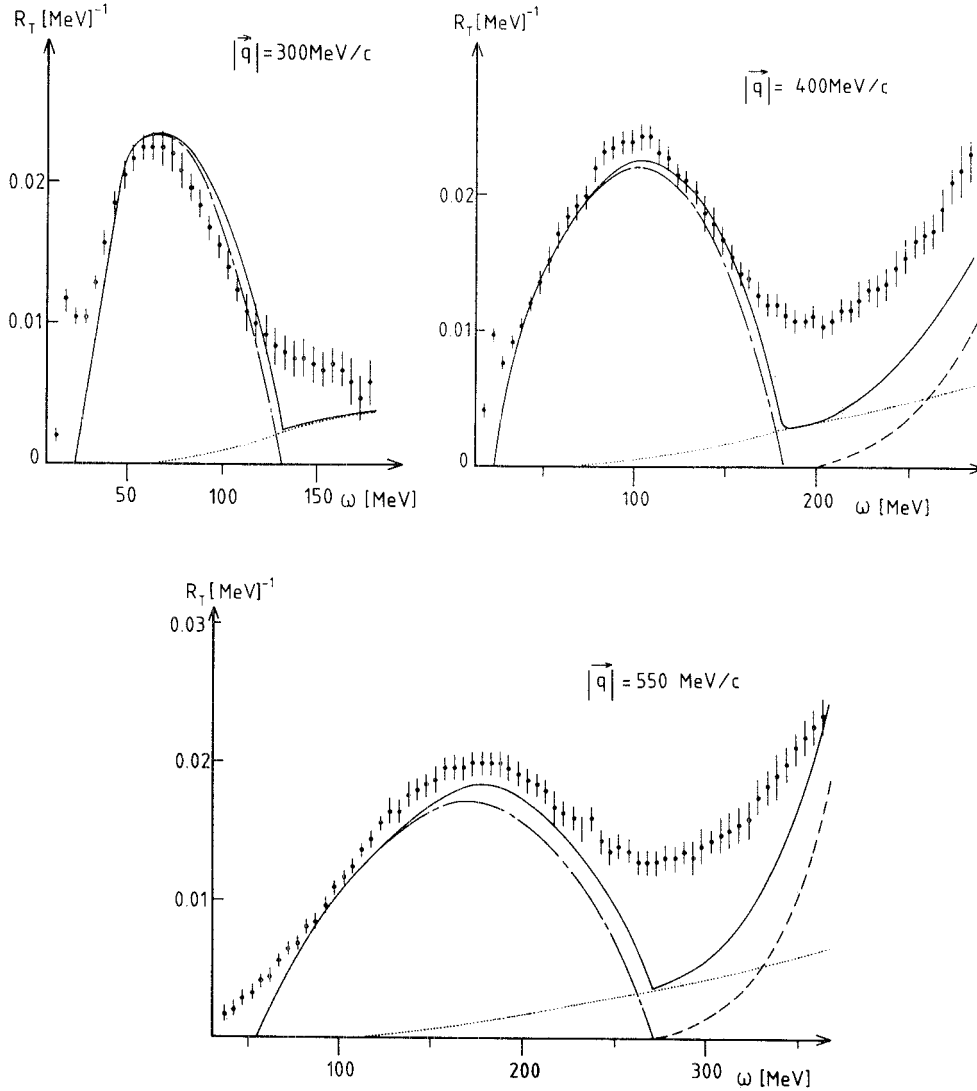 R_T [MeV]⁻¹
|q⃗| = 300MeV/c
0.02
0.01
0
50
100
150
ω [MeV]
R_T [MeV]⁻¹
|q⃗| = 400MeV/c
0.02
0.01
0
100
200
ω [MeV]
R_T [MeV]⁻¹
0.03
|q⃗| = 550 MeV/c
0.02
0.01
100
200
300
ω [MeV]